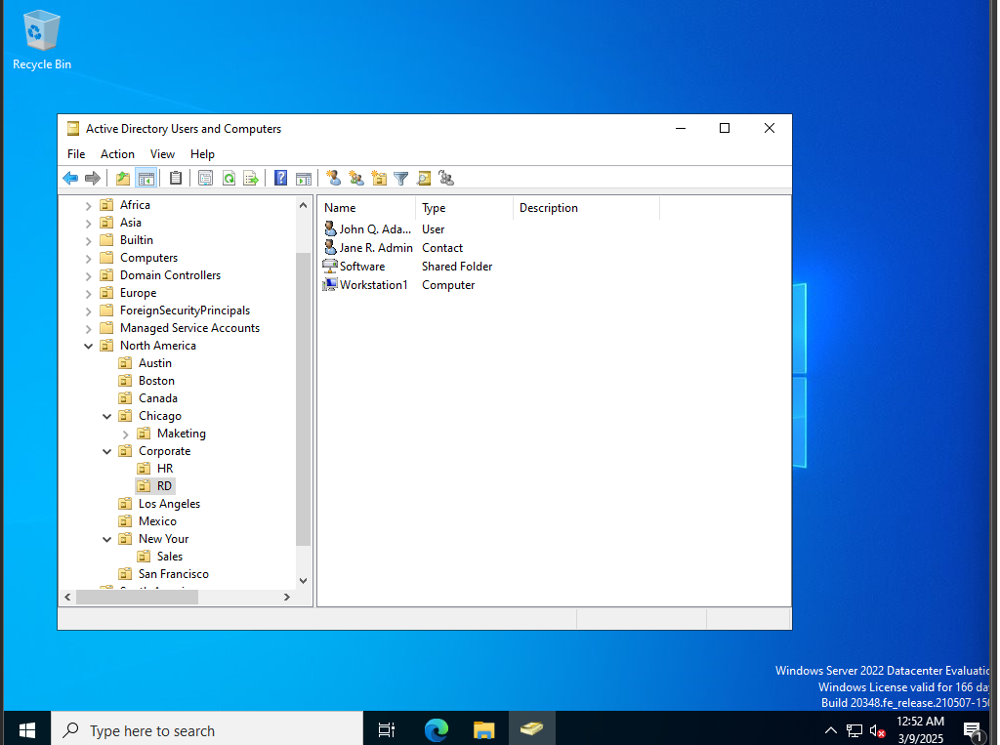 Recycle Bin
Active Directory Users and Computers
File Action View Help
Name Type Description
Africa
Asia
Builtin
Computers
Domain Controllers
Europe
ForeignSecurityPrincipals
Managed Service Accounts
North America
Austin
Boston
Canada
Chicago
Maketing
Corporate
HR
RD
Los Angeles
Mexico
New Your
Sales
San Francisco
John Q. Ada... User
Jane R. Admin Contact
Software Shared Folder
Workstation1 Computer
Windows Server 2022 Datacenter
Windows License valid for 166
Build 20348.fe_release.210507-
Type here to search
12:52 AM
3/9/2025
1